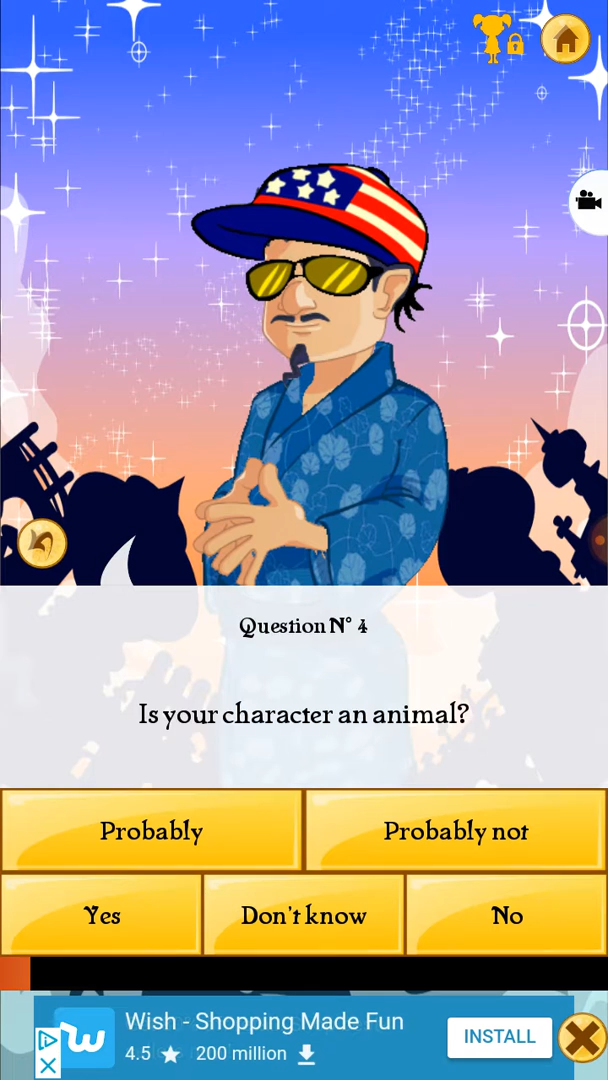 Question N° 4
Is your character an animal?
Probably
Probably not
Yes
Don't know
No
Wish - Shopping Made Fun
4.5 ★ 200 million
INSTALL